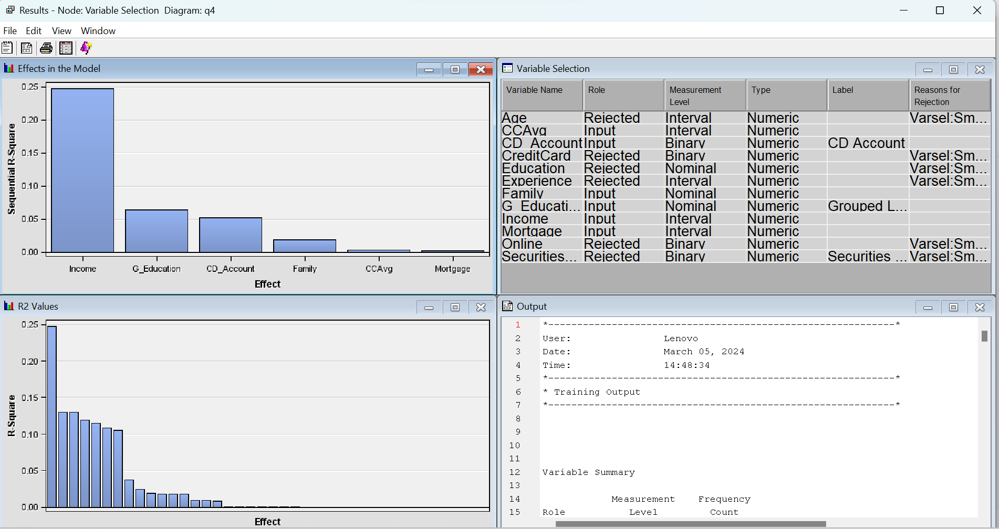 Results - Node: Variable Selection  Diagram: q4
File Edit View Window
Effects in the Model
0.25
0.20
0.15
0.10
0.05
0.00
Sequential R-Square
Income G_Education CD_Account Family CCAvg Mortgage
Effect
Variable Selection
Variable Name Role Measurement Level Type Label Reasons for Rejection
Age Rejected Interval Numeric Varsel:Sm...
CCAvg Input Interval Numeric
CD_Account Input Binary Numeric CD Account
CreditCard Rejected Binary Numeric Varsel:Sm...
Education Rejected Nominal Numeric Varsel:Sm...
Experience Rejected Interval Numeric Varsel:Sm...
Family Input Nominal Numeric
G_Educati... Input Nominal Numeric Grouped L...
Income Input Interval Numeric
Mortgage Input Interval Numeric
Online Rejected Binary Numeric Varsel:Sm...
Securities... Rejected Binary Numeric Securities ... Varsel:Sm...
R2 Values
0.25
0.20
0.15
0.10
0.05
0.00
R-Square
Effect
Output
1 *------------------------------------------------------------*
2 User: Lenovo
3 Date: March 05, 2024
4 Time: 14:48:34
5 *------------------------------------------------------------*
6 * Training Output
7 *------------------------------------------------------------*
8
9
10
11
12 Variable Summary
13
14 Measurement Frequency
15 Role Level Count